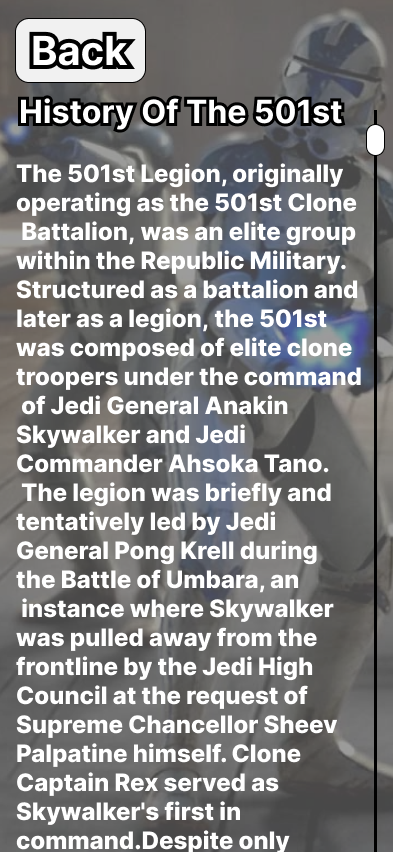 Back
History Of The 501st
The 501st Legion, originally
operating as the 501st Clone
Battalion, was an elite group
within the Republic Military.
Structured as a battalion and
later as a legion, the 501st
was composed of elite clone
troopers under the command
of Jedi General Anakin
Skywalker and Jedi
Commander Ahsoka Tano.
The legion was briefly and
tentatively led by Jedi
General Pong Krell during
the Battle of Umbara, an
instance where Skywalker
was pulled away from the
frontline by the Jedi High
Council at the request of
Supreme Chancellor Sheev
Palpatine himself. Clone
Captain Rex served as
Skywalker's first in
command.Despite only